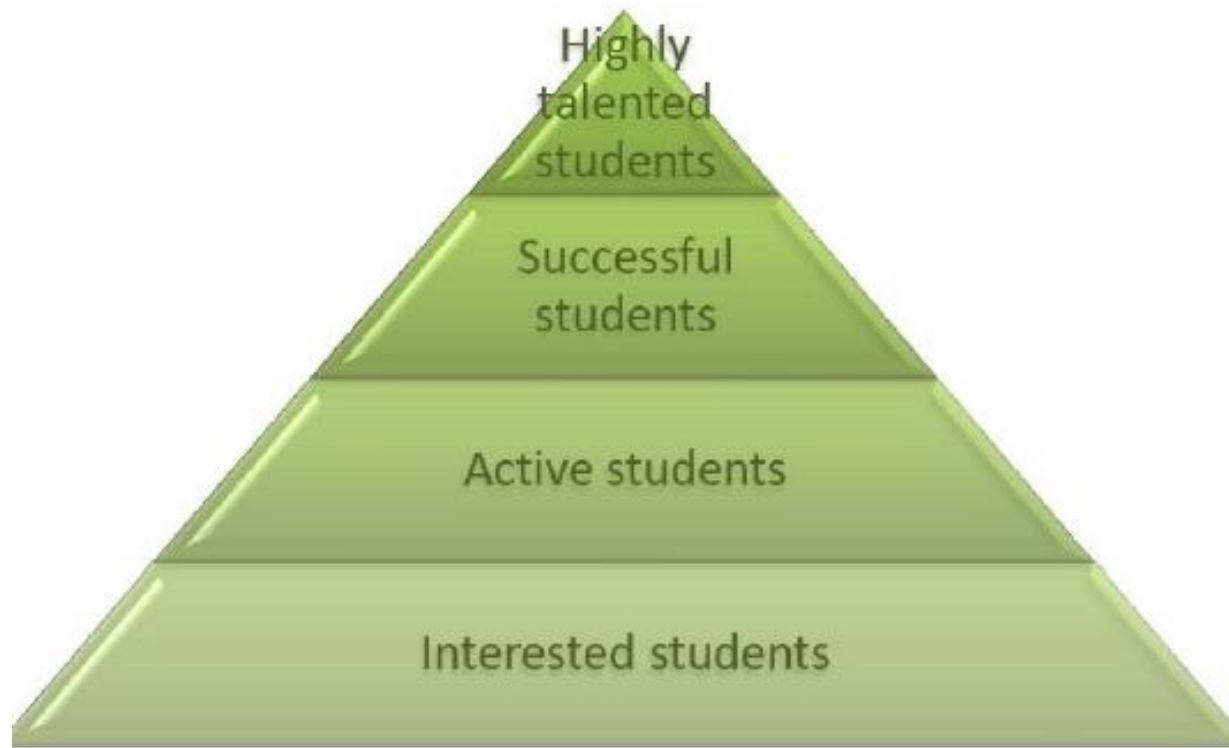 Highly
talented
students
Successful
students
Active students
Interested students